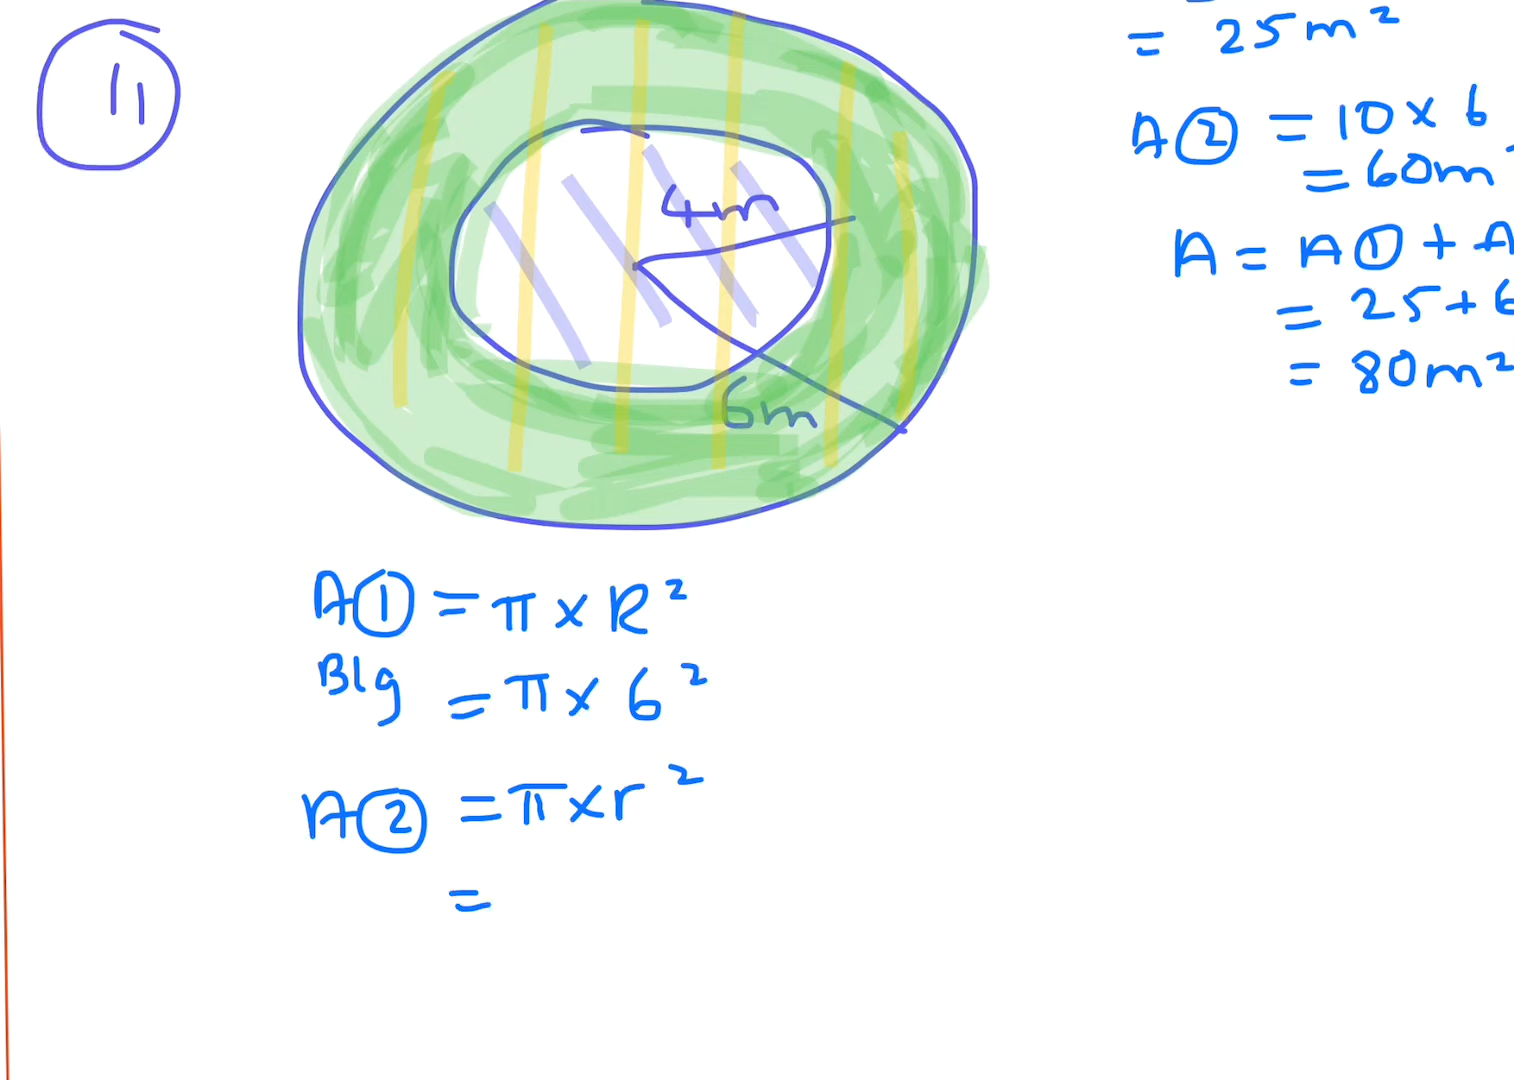 11
4m
6m
A① = π × R²
Big = π × 6²
A② = π × r²
=
= 25m²
A② = 10 × 6
= 60m
A = A① + A
= 25 + 6
= 80m²